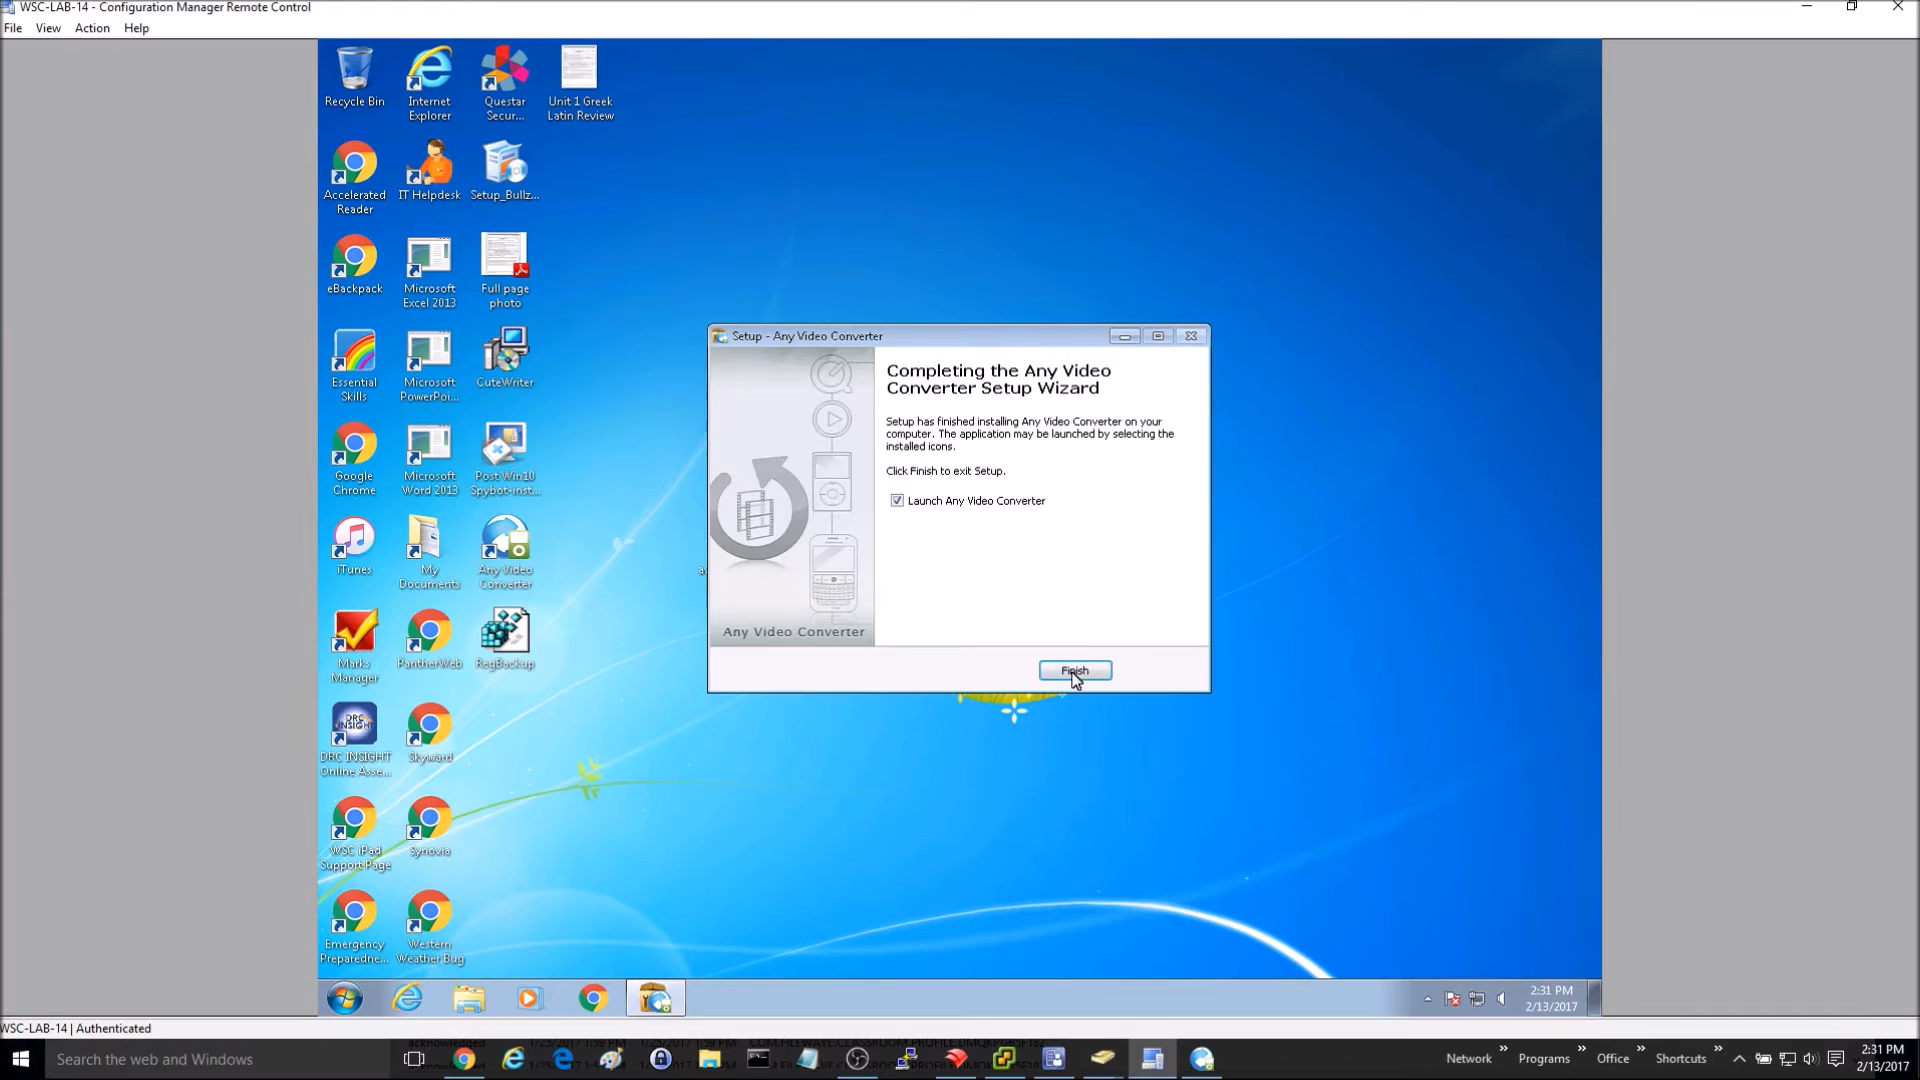 WSC-LAB-14 - Configuration Manager Remote Control
File View Action Help
Recycle Bin
Internet
Explorer
Questar
Secur...
Unit 1 Greek
Latin Review
Accelerated
Reader
IT Helpdesk
Setup_Bullz...
eBackpack
Microsoft
Excel 2013
Full page
photo
Essential
Skills
Microsoft
PowerPoi...
CuteWriter
Google
Chrome
Microsoft
Word 2013
Post Win10
Spybot-inst...
iTunes
My
Documents
Any Video
Converter
Marks
Manager
PantherWeb
RegBackup
DRC INSIGHT
DRC INSIGHT
Online Asse...
Skyward
WSC iPad
Support Page
Synovia
Emergency
Preparedne...
Western
Weather Bug
Setup - Any Video Converter
Completing the Any Video
Converter Setup Wizard
Setup has finished installing Any Video Converter on your
computer. The application may be launched by selecting the
installed icons.
Click Finish to exit Setup.
Launch Any Video Converter
Any Video Converter
Finish
2:31 PM
2/13/2017
WSC-LAB-14 | Authenticated
Search the web and Windows
Network » Programs » Office » Shortcuts »
2:31 PM
2/13/2017